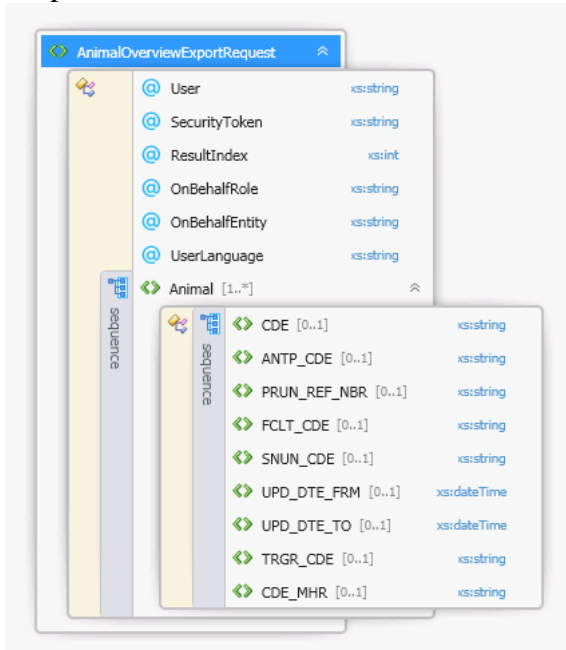 AnimalOverviewExportRequest
@ User xs:string
@ SecurityToken xs:string
@ ResultIndex xs:int
@ OnBehalfRole xs:string
@ OnBehalfEntity xs:string
@ UserLanguage xs:string
Animal [1..*]
sequence
sequence
CDE [0..1] xs:string
ANTP_CDE [0..1] xs:string
PRUN_REF_NBR [0..1] xs:string
FCLT_CDE [0..1] xs:string
SNUN_CDE [0..1] xs:string
UPD_DTE_FRM [0..1] xs:dateTime
UPD_DTE_TO [0..1] xs:dateTime
TRGR_CDE [0..1] xs:string
CDE_MHR [0..1] xs:string